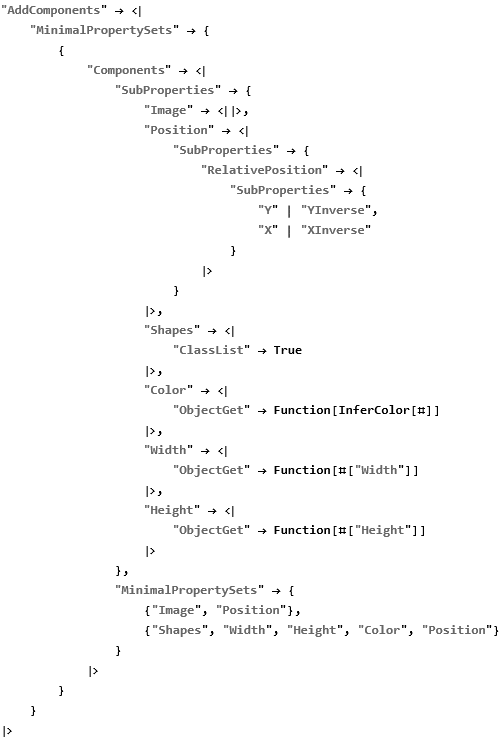 "AddComponents" → <|
"MinimalPropertySets" → {
{
"Components" → <|
"SubProperties" → {
"Image" → <||>,
"Position" → <|
"SubProperties" → {
"RelativePosition" → <|
"SubProperties" → {
"Y" | "YInverse",
"X" | "XInverse"
}
|>
}
|>,
"Shapes" → <|
"ClassList" → True
|>,
"Color" → <|
"ObjectGet" → Function[InferColor[#]]
|>,
"Width" → <|
"ObjectGet" → Function[#["Width"]]
|>,
"Height" → <|
"ObjectGet" → Function[#["Height"]]
|>
},
"MinimalPropertySets" → {
{"Image", "Position"},
{"Shapes", "Width", "Height", "Color", "Position"}
}
|>
}
}
|>